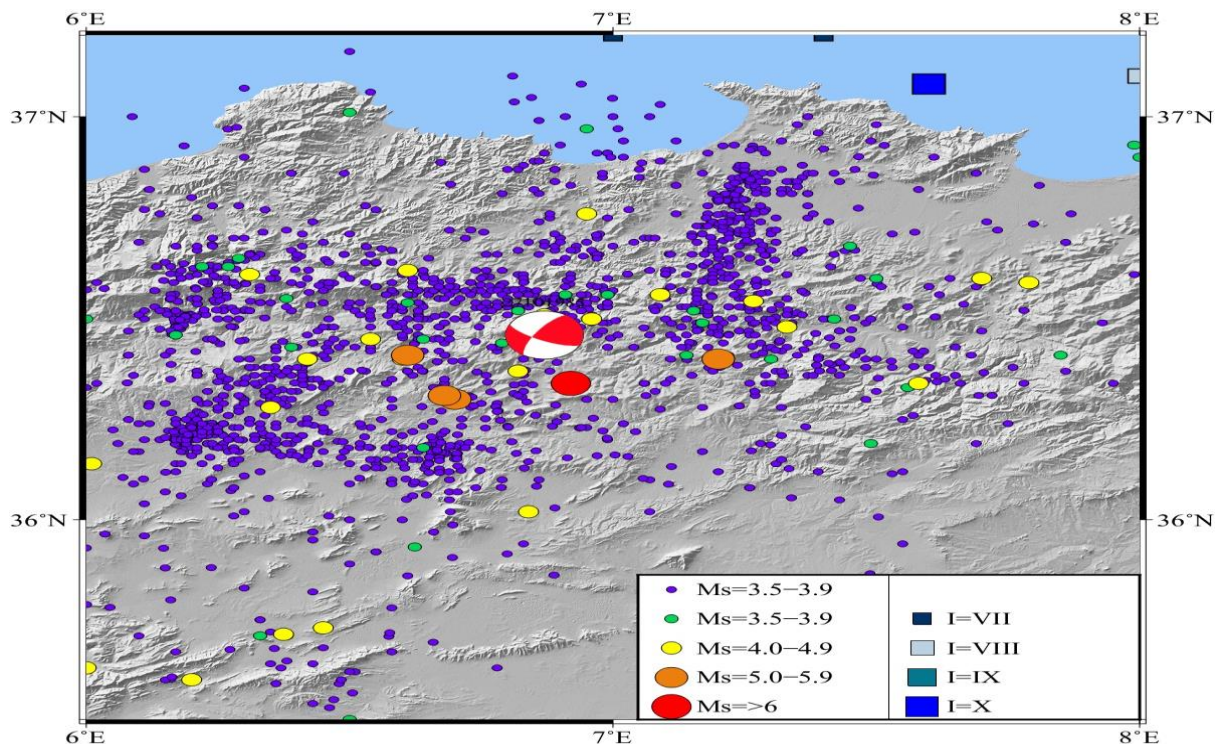 6°E 7°E 8°E
37°N 37°N
36°N 36°N
Ms=3.5−3.9
Ms=3.5−3.9 I=VII
Ms=4.0−4.9 I=VIII
Ms=5.0−5.9 I=IX
Ms=>6 I=X
6°E 7°E 8°E